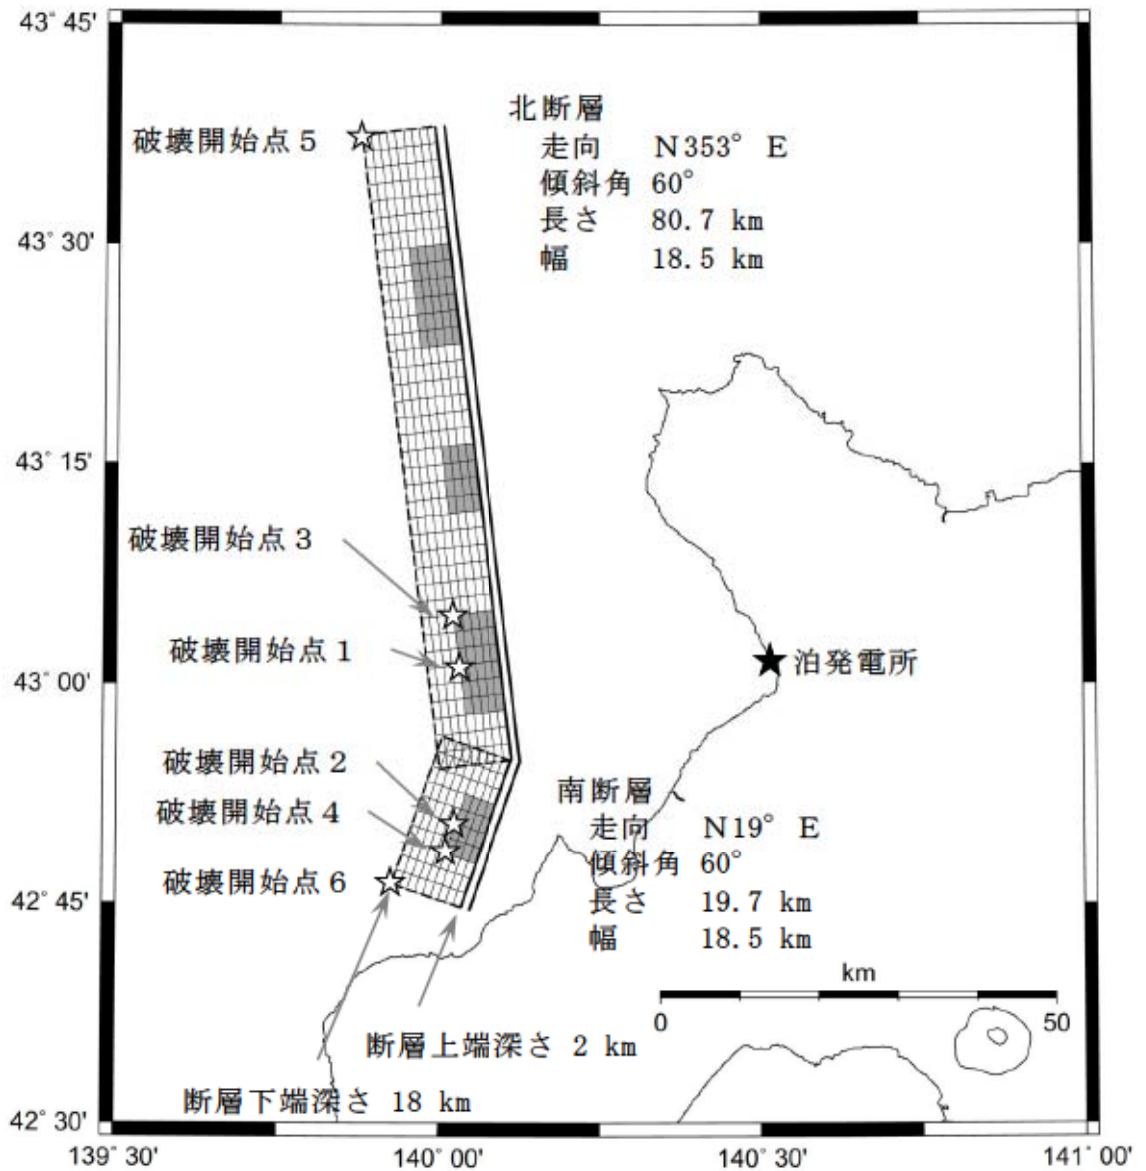 43° 45'
北断層
破壊開始点５
走向　Ｎ353° Ｅ
傾斜角 60°
長さ　80.7 km
幅　18.5 km
43° 30'
43° 15'
破壊開始点３
破壊開始点１
泊発電所
43° 00'
破壊開始点２
南断層
破壊開始点４
走向　Ｎ19° Ｅ
傾斜角 60°
破壊開始点６
42° 45'
長さ　19.7 km
幅　18.5 km
km
0　50
断層上端深さ 2 km
断層下端深さ 18 km
42° 30'
139° 30'　140° 00'　140° 30'　141° 00'